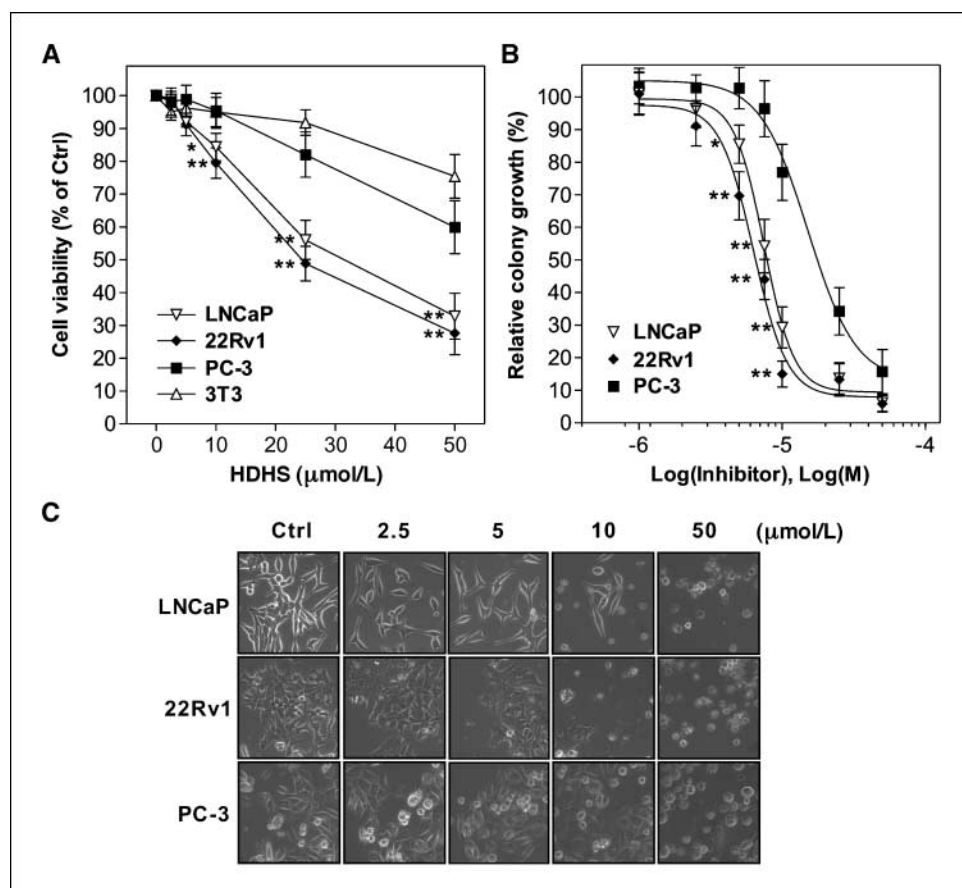 A
Cell viability (% of Ctrl)
100
90
80
70
60
50
40
30
20
10
0
*
**
**
**
**
**
LNCaP
22Rv1
PC-3
3T3
0 10 20 30 40 50
HDHS (μmol/L)
B
Relative colony growth (%)
100
90
80
70
60
50
40
30
20
10
0
*
**
**
**
**
**
LNCaP
22Rv1
PC-3
-6 -5 -4
Log(Inhibitor), Log(M)
C
Ctrl 2.5 5 10 50 (μmol/L)
LNCaP
22Rv1
PC-3